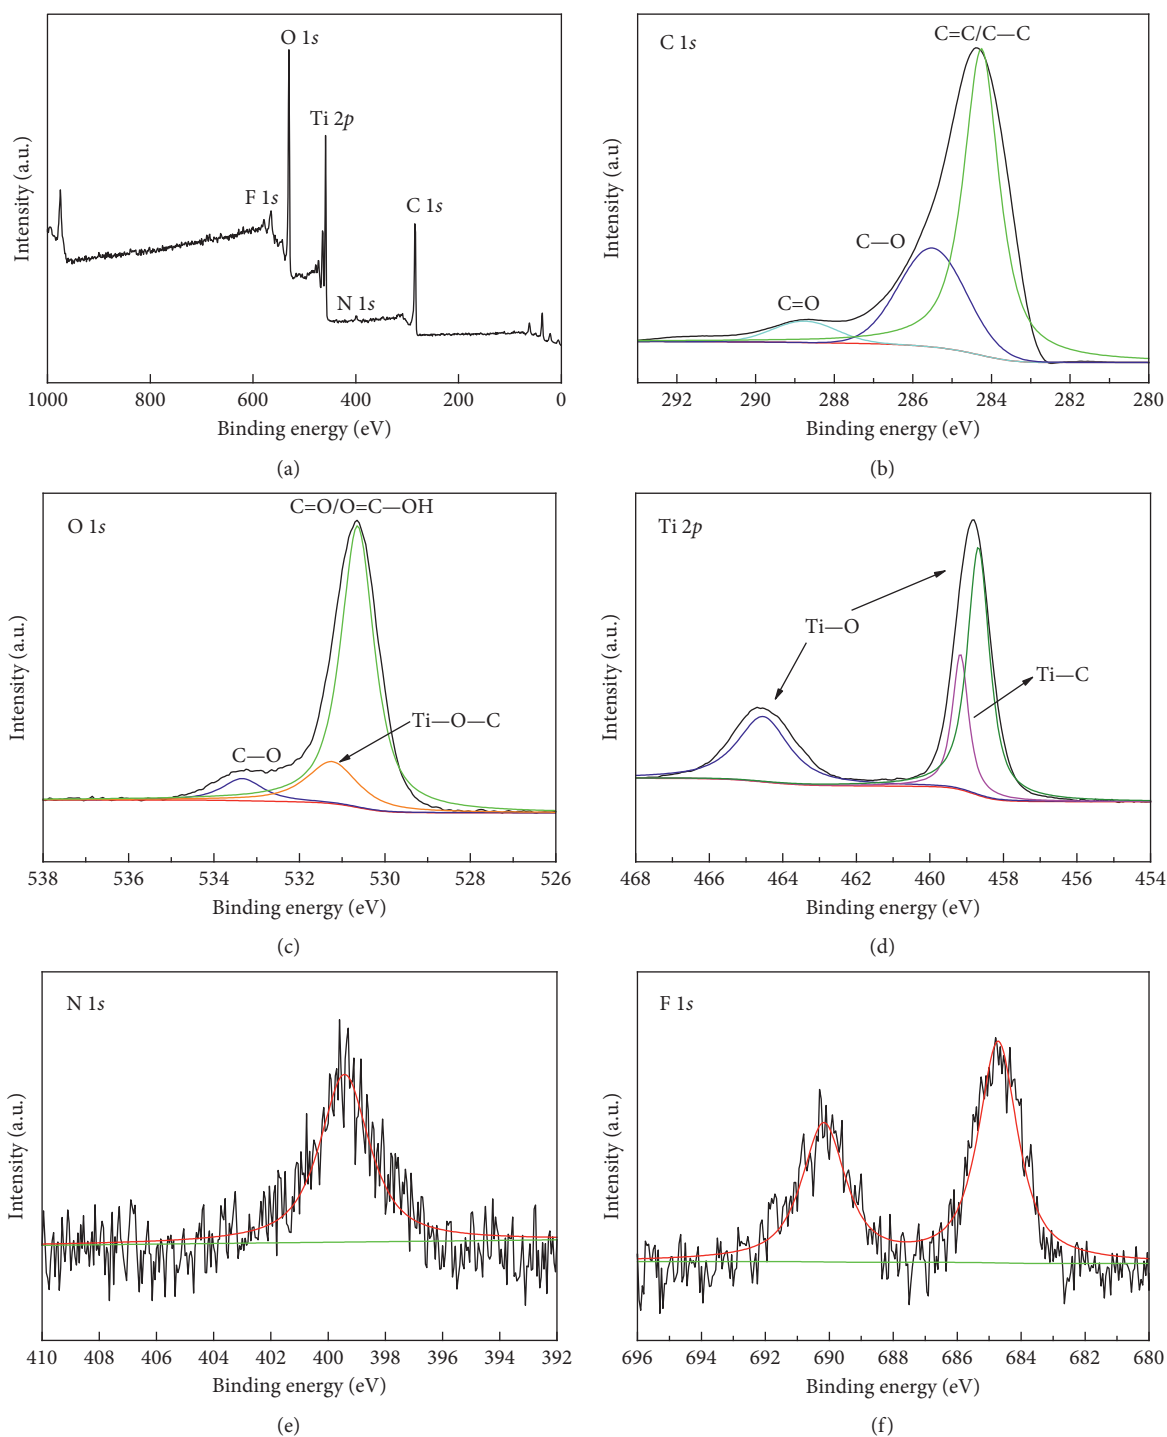 O 1s
Ti 2p
F 1s
C 1s
N 1s
Intensity (a.u.)
1000 800 600 400 200 0
Binding energy (eV)
(a)
C 1s
C=C/C—C
C—O
C=O
Intensity (a.u)
292 290 288 286 284 282 280
Binding energy (eV)
(b)
O 1s
C=O/O=C—OH
Ti—O—C
C—O
Intensity (a.u.)
538 536 534 532 530 528 526
Binding energy (eV)
(c)
Ti 2p
Ti—O
Ti—C
Intensity (a.u.)
468 466 464 462 460 458 456 454
Binding energy (eV)
(d)
N 1s
Intensity (a.u.)
410 408 406 404 402 400 398 396 394 392
Binding energy (eV)
(e)
F 1s
Intensity (a.u.)
696 694 692 690 688 686 684 682 680
Binding energy (eV)
(f)